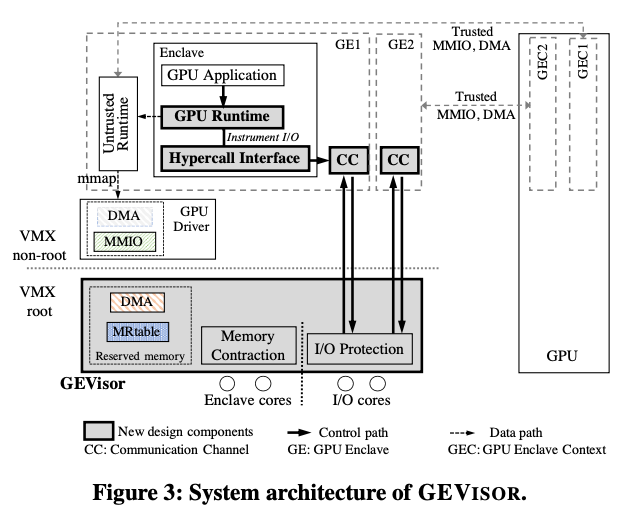 Enclave
GE1
GE2
Trusted
MMIO, DMA
GPU Application
Untrusted
Runtime
GPU Runtime
Instrument I/O
Hypercall Interface
CC
CC
Trusted
MMIO, DMA
GEC2
GEC1
mmap
DMA
GPU
Driver
MMIO
VMX
non-root
VMX
root
DMA
MRtable
Reserved memory
Memory
Contraction
I/O Protection
GPU
GEVisor
Enclave cores
I/O cores
New design components
Control path
Data path
CC: Communication Channel
GE: GPU Enclave
GEC: GPU Enclave Context
Figure 3: System architecture of GEVISOR.